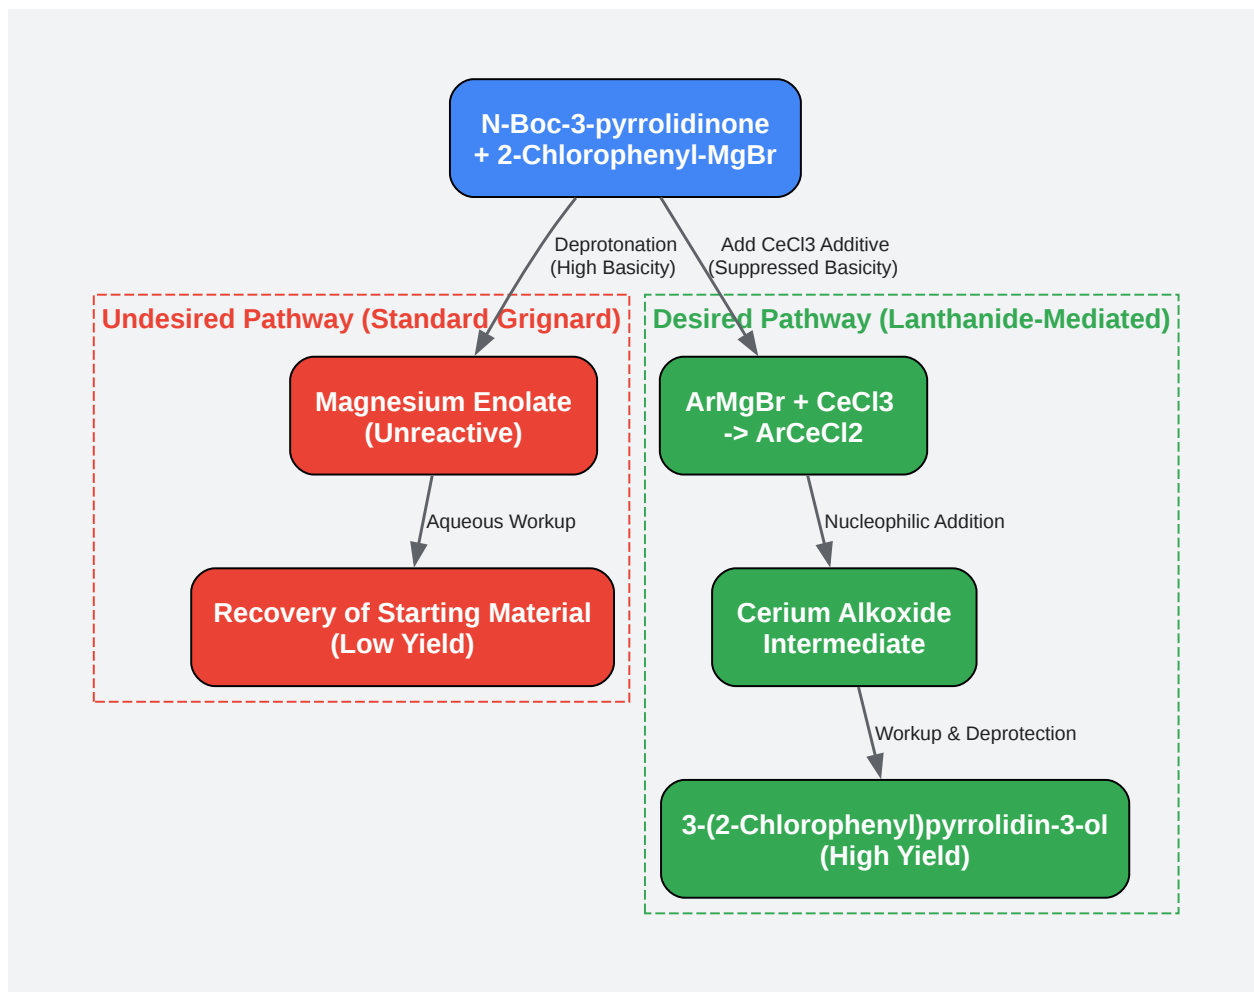 N-Boc-3-pyrrolidinone
+ 2-Chlorophenyl-MgBr
Deprotonation
(High Basicity)
Add CeCl3 Additive
(Suppressed Basicity)
Undesired Pathway (Standard Grignard)
Magnesium Enolate
(Unreactive)
Aqueous Workup
Recovery of Starting Material
(Low Yield)
Desired Pathway (Lanthanide-Mediated)
ArMgBr + CeCl3
-> ArCeCl2
Nucleophilic Addition
Cerium Alkoxide
Intermediate
Workup & Deprotection
3-(2-Chlorophenyl)pyrrolidin-3-ol
(High Yield)